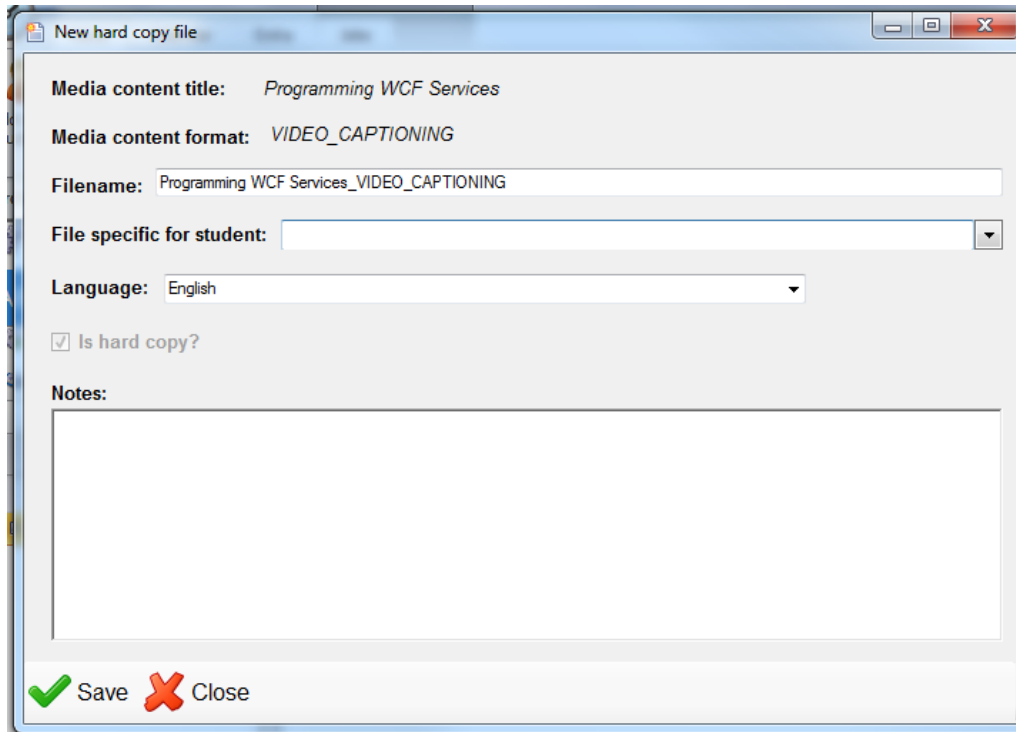 New hard copy file
Media content title: Programming WCF Services
Media content format: VIDEO_CAPTIONING
Filename: Programming WCF Services_VIDEO_CAPTIONING
File specific for student:
Language: English
Is hard copy?
Notes:
Save Close